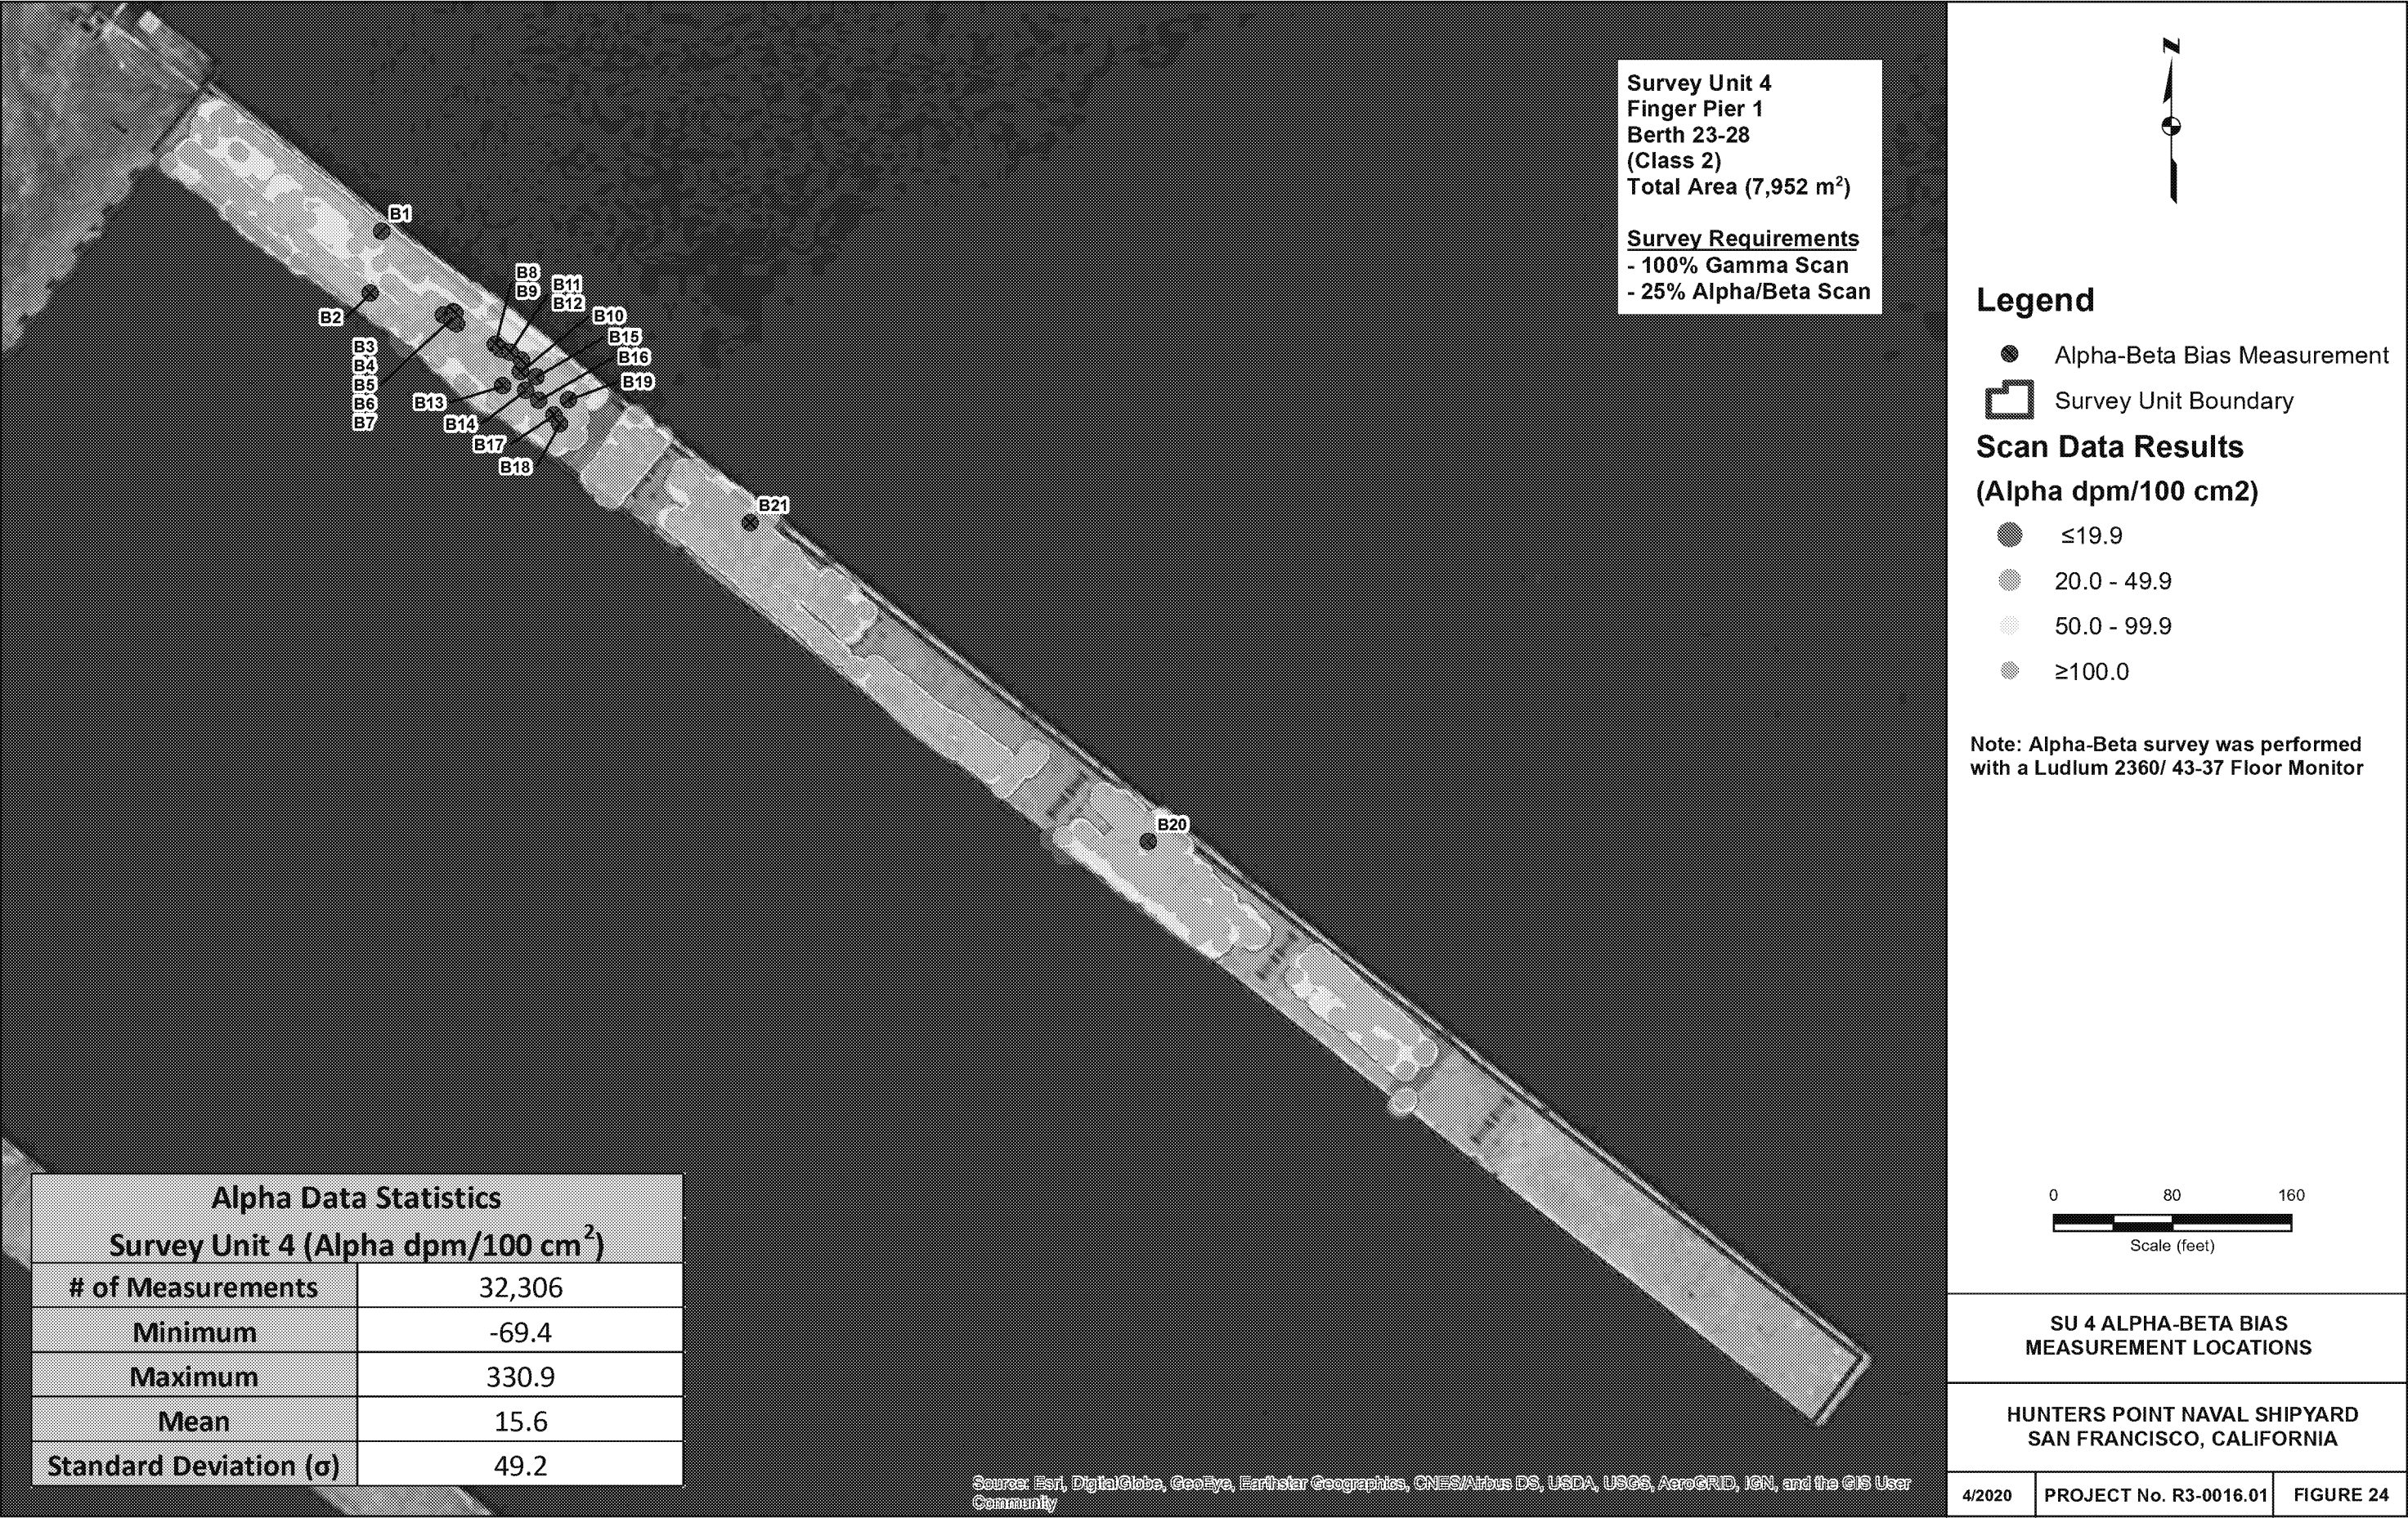 B1
B2
B3
B4
B5
B6
B7
B8
B9
B11
B12
B10
B15
B16
B19
B13
B14
B17
B18
B21
B20
Survey Unit 4
Finger Pier 1
Berth 23-28
(Class 2)
Total Area (7,952 m²)
Survey Requirements
- 100% Gamma Scan
- 25% Alpha/Beta Scan
Alpha Data Statistics
Survey Unit 4 (Alpha dpm/100 cm²)
# of Measurements 32,306
Minimum -69.4
Maximum 330.9
Mean 15.6
Standard Deviation (σ) 49.2
Source: Esri, DigitalGlobe, GeoEye, Earthstar Geographics, CNES/Airbus DS, USDA, USGS, AeroGRID, IGN, and the GIS User
Community
N
Legend
Alpha-Beta Bias Measurement
Survey Unit Boundary
Scan Data Results
(Alpha dpm/100 cm2)
≤19.9
20.0 - 49.9
50.0 - 99.9
≥100.0
Note: Alpha-Beta survey was performed
with a Ludlum 2360/ 43-37 Floor Monitor
0 80 160
Scale (feet)
SU 4 ALPHA-BETA BIAS
MEASUREMENT LOCATIONS
HUNTERS POINT NAVAL SHIPYARD
SAN FRANCISCO, CALIFORNIA
4/2020 PROJECT No. R3-0016.01 FIGURE 24